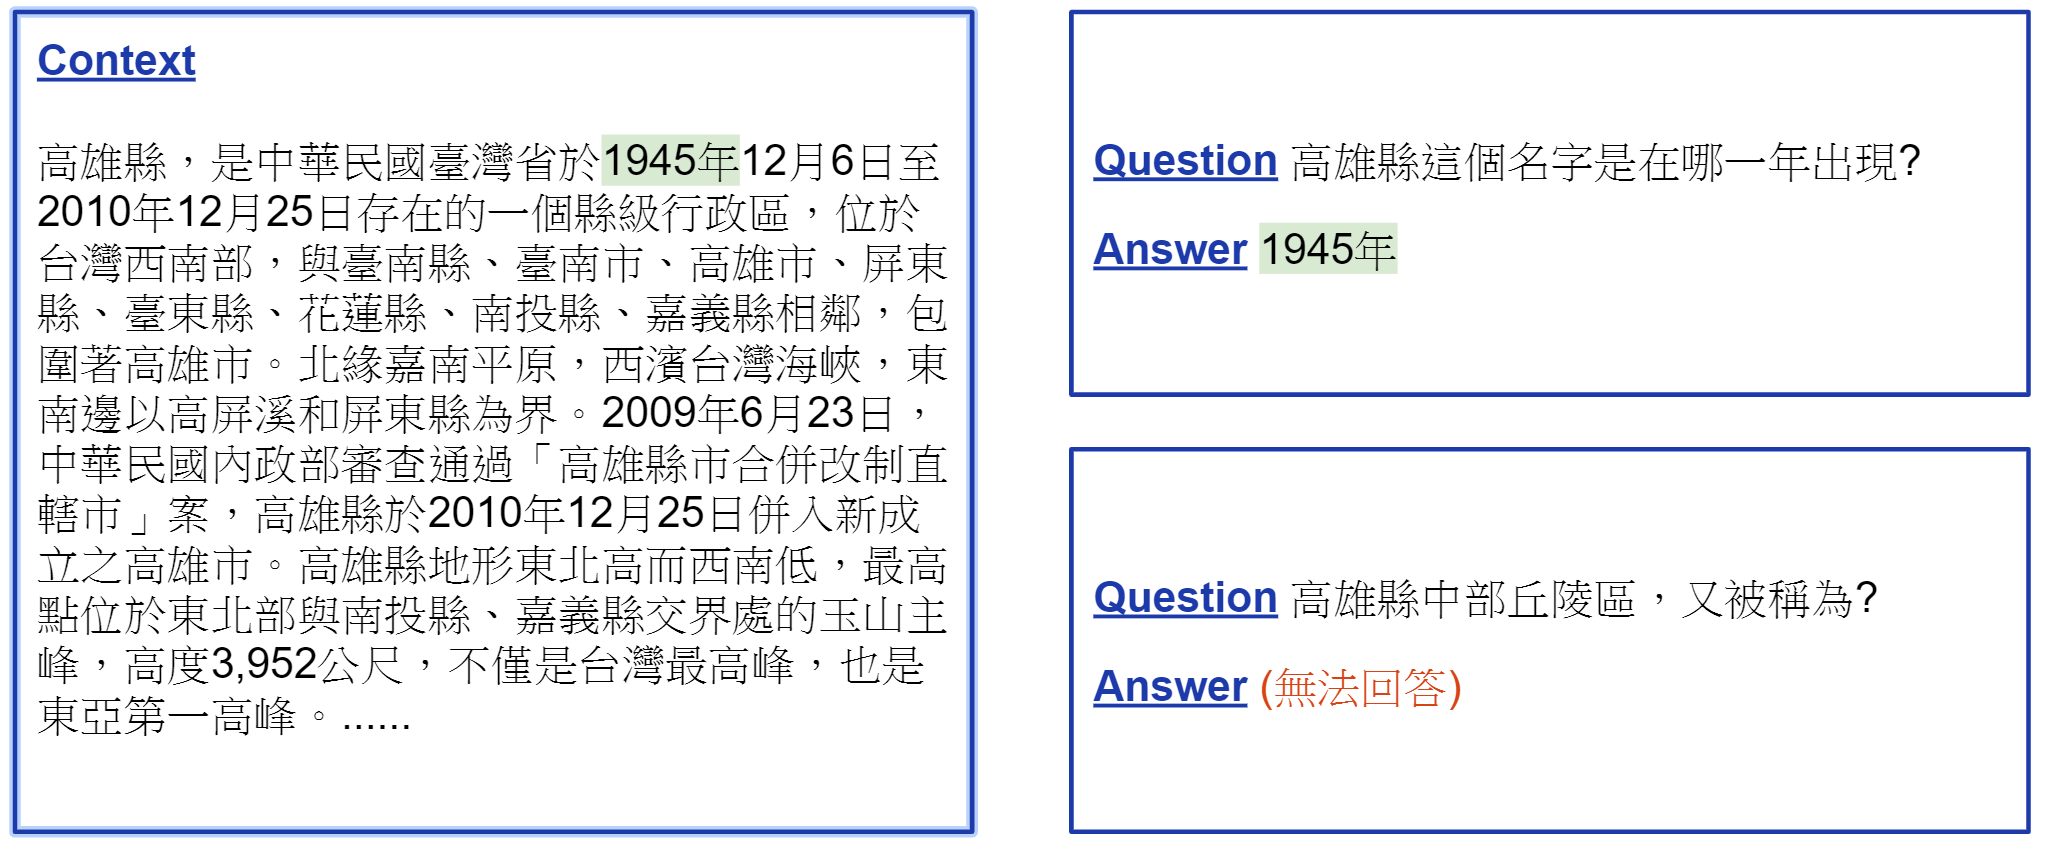 Context
高雄縣，是中華民國臺灣省於1945年12月6日至
2010年12月25日存在的一個縣級行政區，位於
台灣西南部，與臺南縣、臺南市、高雄市、屏東
縣、臺東縣、花蓮縣、南投縣、嘉義縣相鄰，包
圍著高雄市。北緣嘉南平原，西濱台灣海峽，東
南邊以高屏溪和屏東縣為界。2009年6月23日，
中華民國內政部審查通過「高雄縣市合併改制直
轄市」案，高雄縣於2010年12月25日併入新成
立之高雄市。高雄縣地形東北高而西南低，最高
點位於東北部與南投縣、嘉義縣交界處的玉山主
峰，高度3,952公尺，不僅是台灣最高峰，也是
東亞第一高峰。......
Question 高雄縣這個名字是在哪一年出現?
Answer 1945年
Question 高雄縣中部丘陵區，又被稱為?
Answer (無法回答)